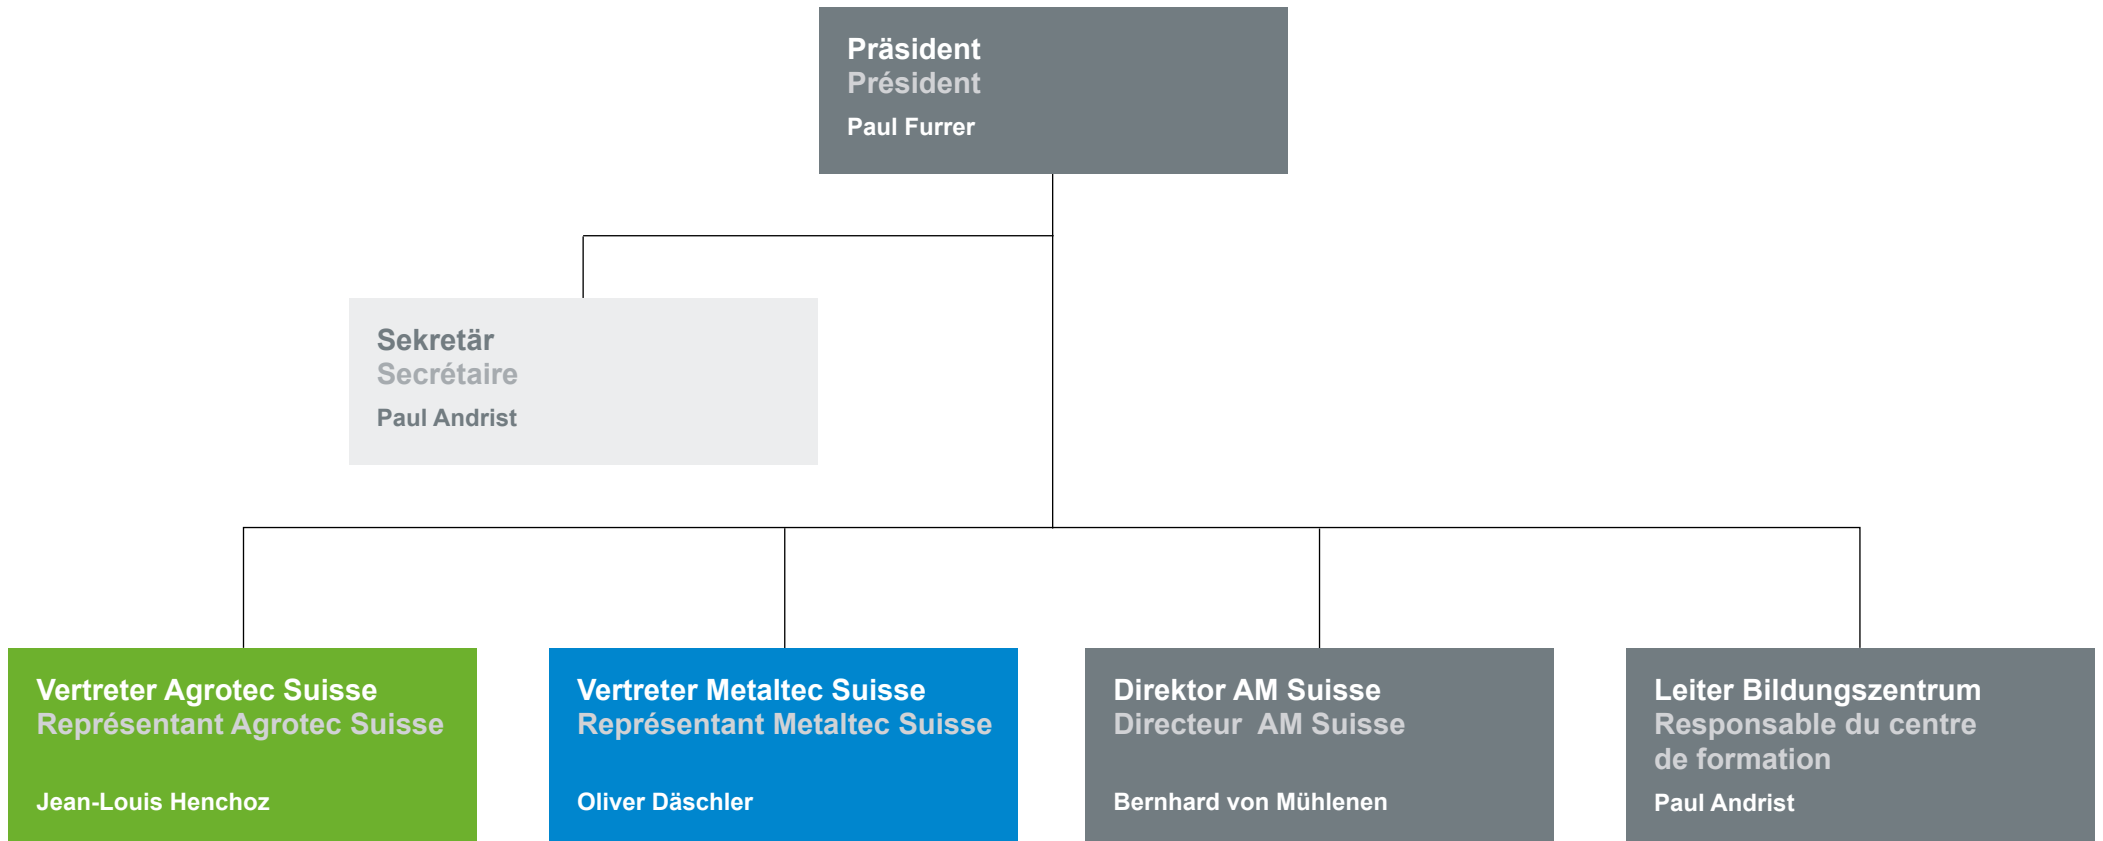 Präsident
Président
Paul Furrer
Sekretär
Secrétaire
Paul Andrist
Vertreter Agrotec Suisse
Représentant Agrotec Suisse
Jean-Louis Henchoz
Vertreter Metaltec Suisse
Représentant Metaltec Suisse
Oliver Däschler
Direktor AM Suisse
Directeur AM Suisse
Bernhard von Mühlenen
Leiter Bildungszentrum
Responsable du centre
de formation
Paul Andrist